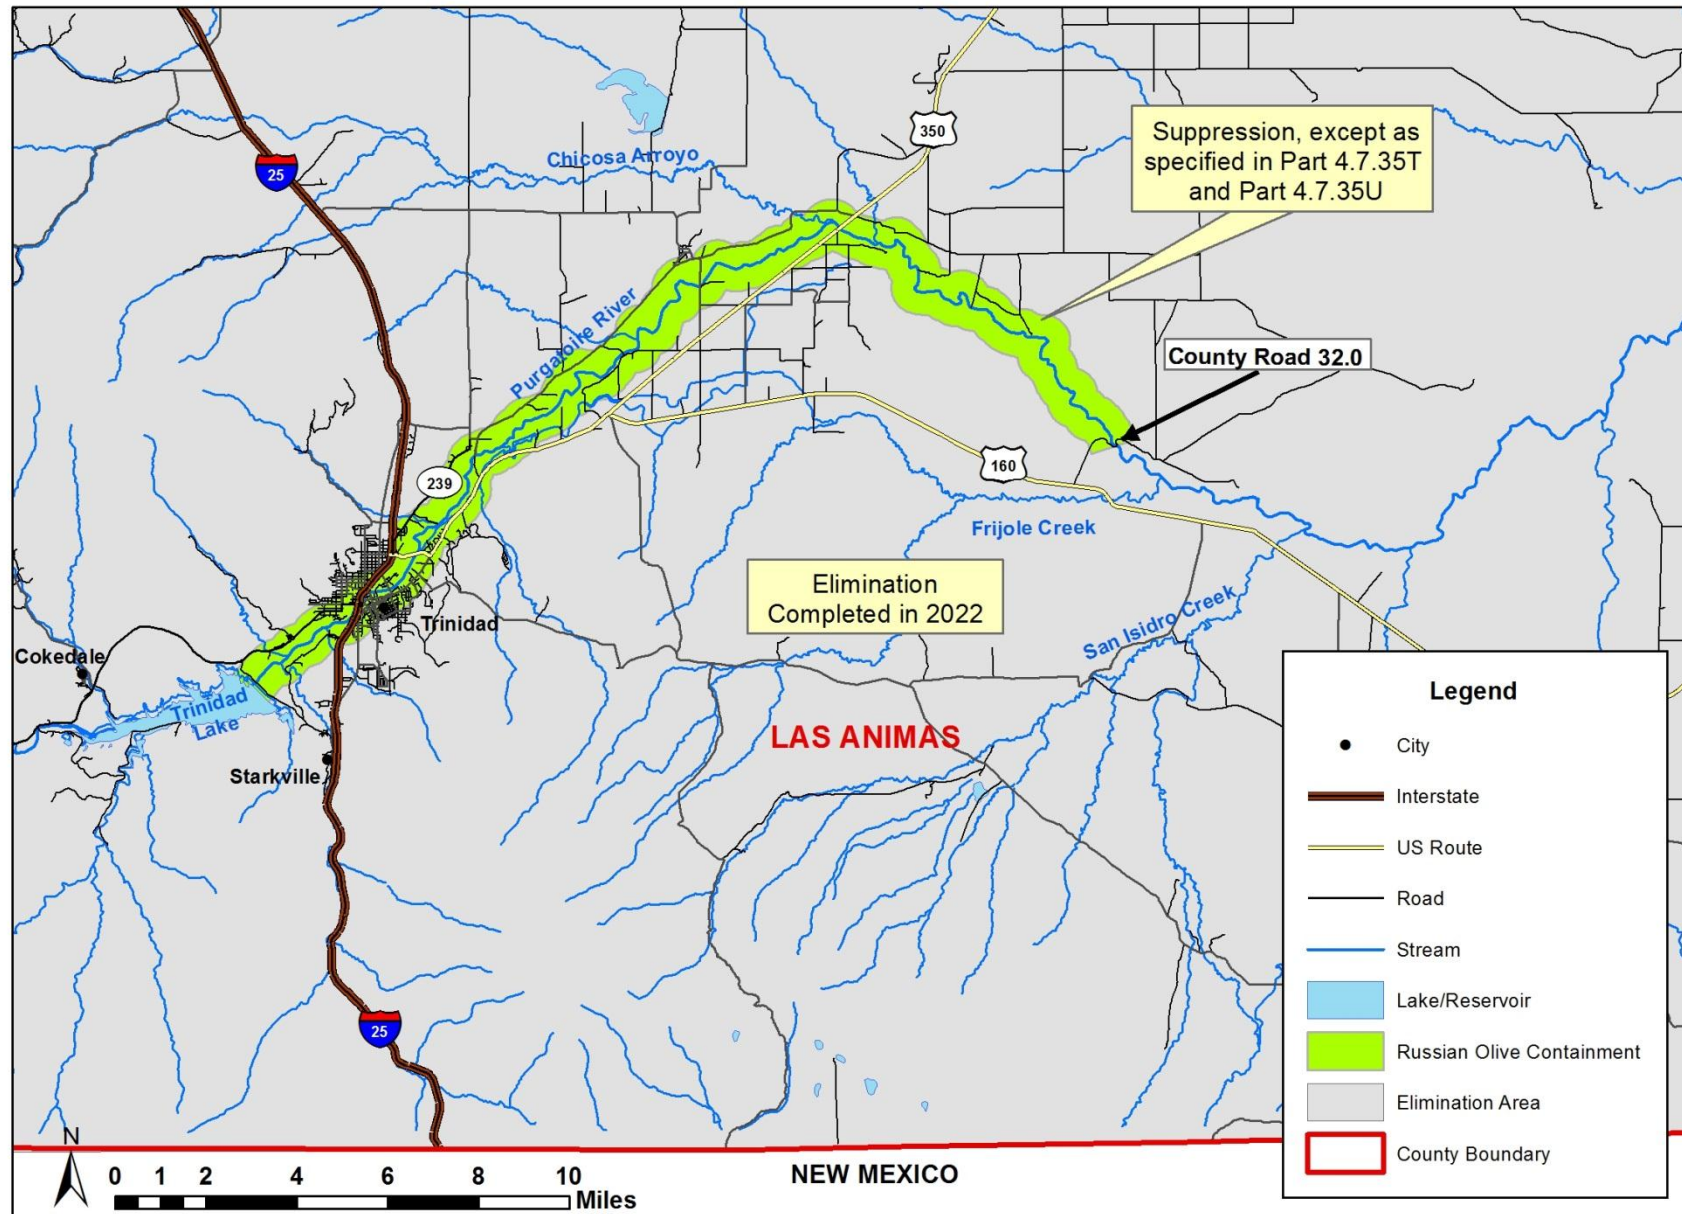 350
25
Chicosa Arroyo
Suppression, except as
specified in Part 4.7.35T
and Part 4.7.35U
Purgatoire River
County Road 32.0
160
239
Frijole Creek
Elimination
Completed in 2022
Trinidad
San Isidro Creek
Cokedale
Trinidad
Lake
Starkville
LAS ANIMAS
25
Legend
City
Interstate
US Route
Road
Stream
Lake/Reservoir
Russian Olive Containment
Elimination Area
County Boundary
N
0 1 2 4 6 8 10
Miles
NEW MEXICO